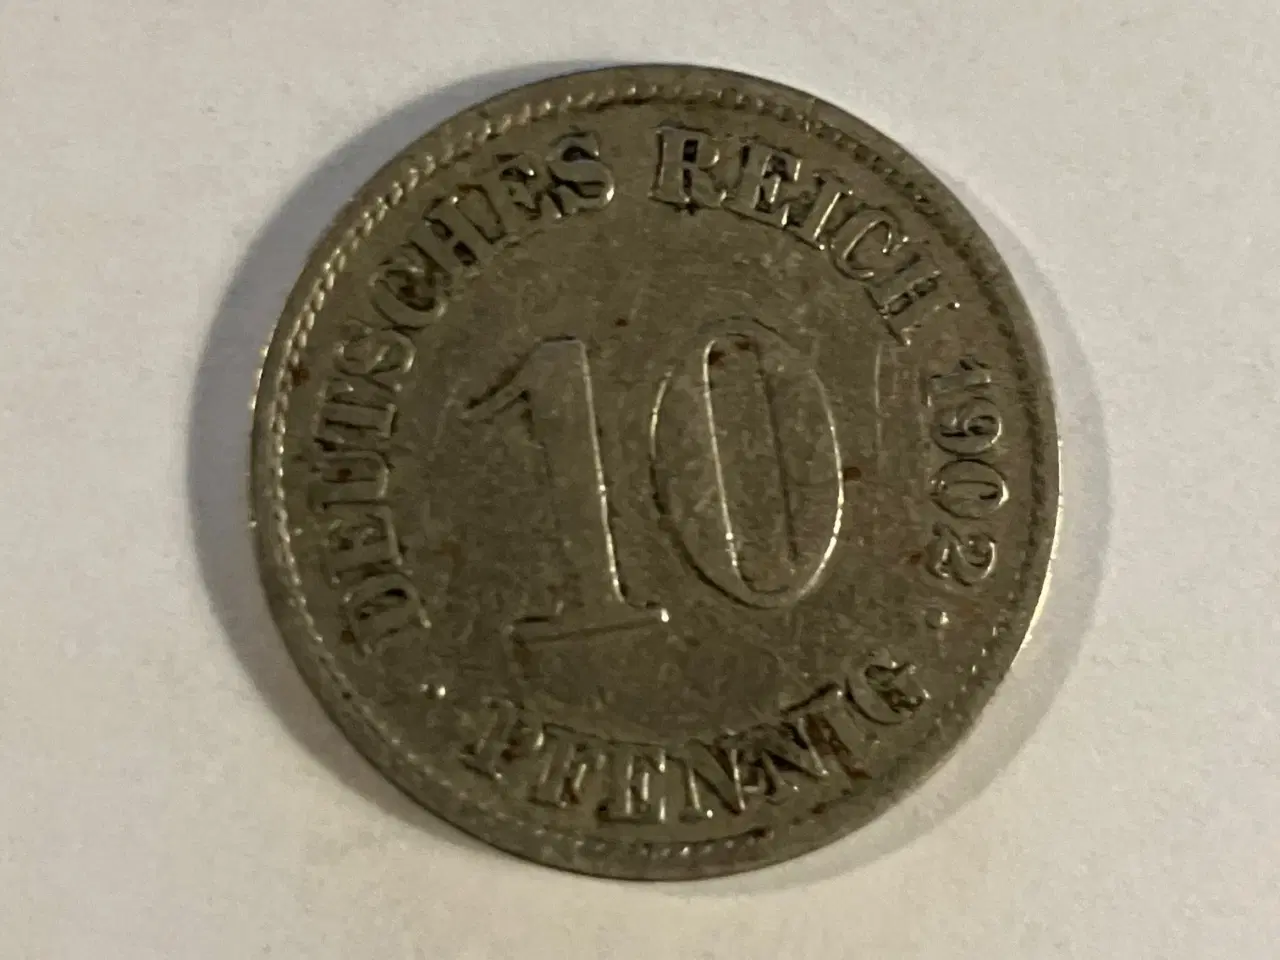 DEUTSCHES REICH 1902
10
· PFENNIG ·